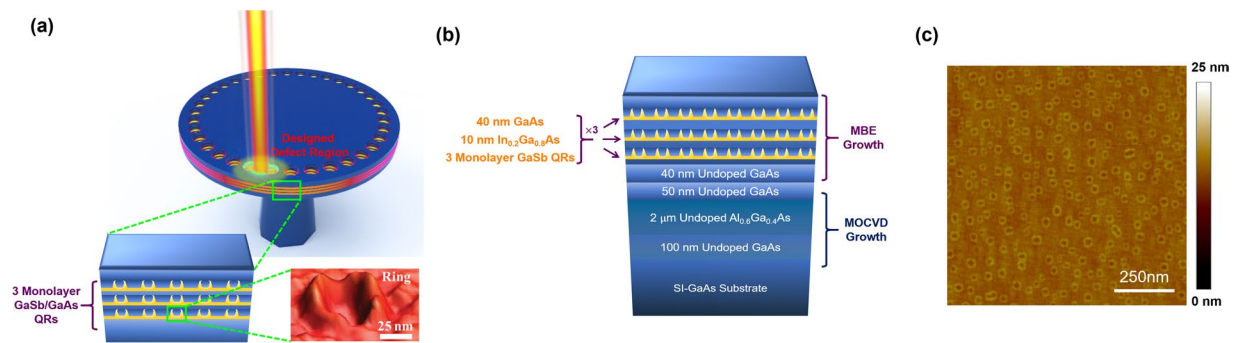 (a)
Designed
Defect Region
3 Monolayer
GaSb/GaAs
QRs
Ring
25 nm
(b)
40 nm GaAs
10 nm In0.2Ga0.8As
3 Monolayer GaSb QRs
×3
40 nm Undoped GaAs
50 nm Undoped GaAs
2 μm Undoped Al0.6Ga0.4As
100 nm Undoped GaAs
SI-GaAs Substrate
MBE
Growth
MOCVD
Growth
(c)
25 nm
250nm
0 nm